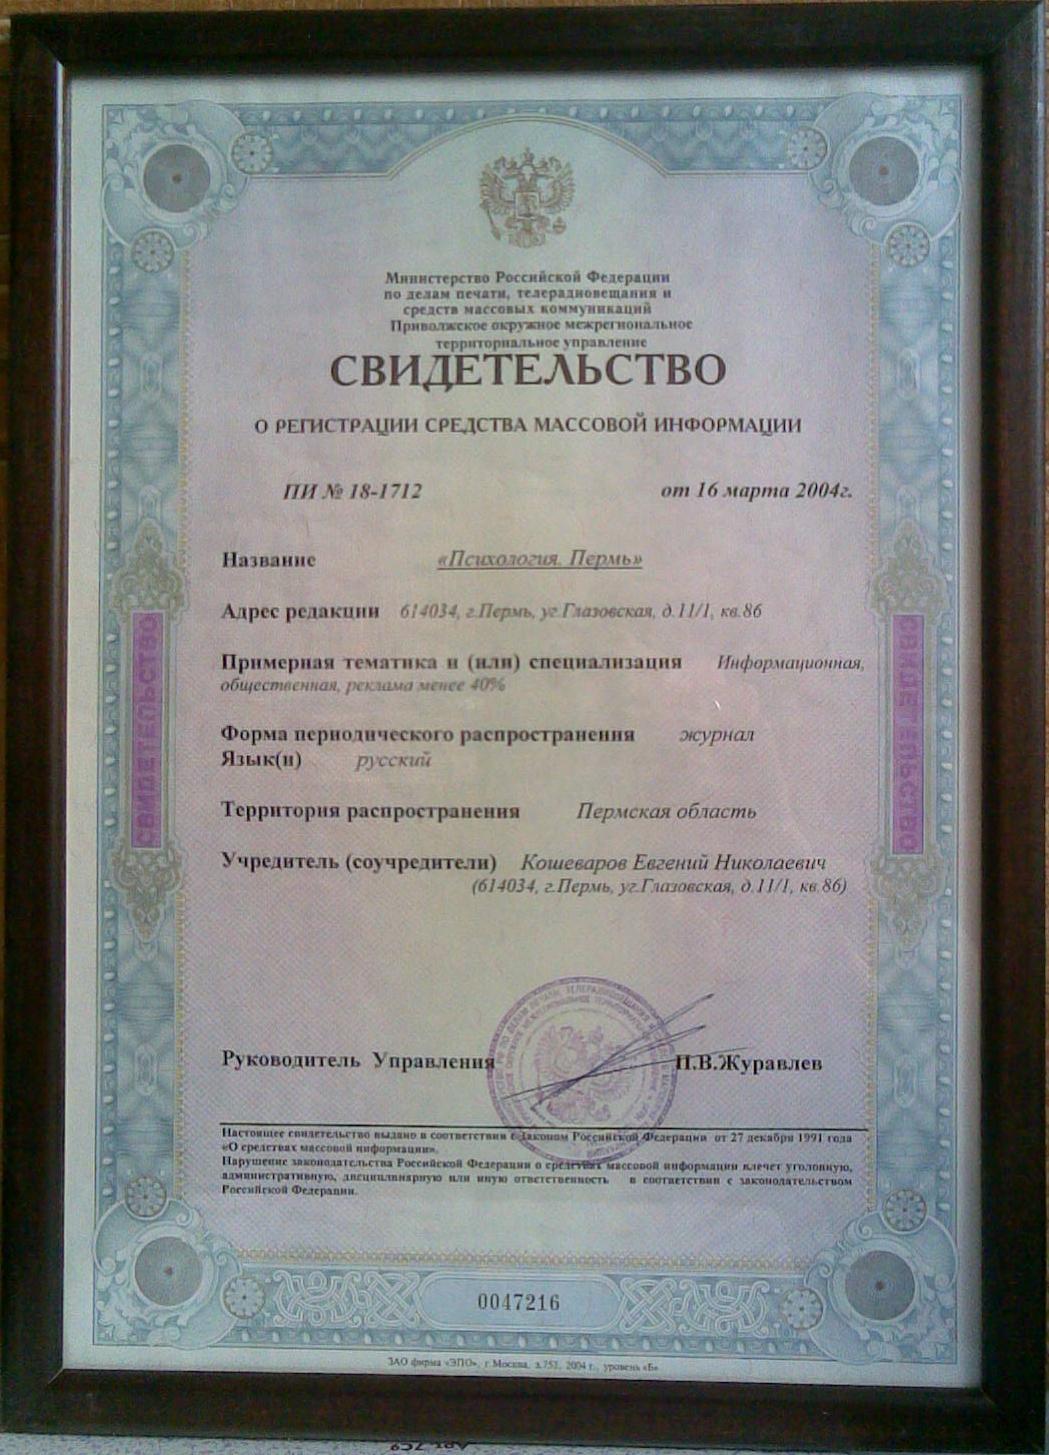 Министерство Российской Федерации
по делам печати, телерадиовещания и
средств массовых коммуникаций
Приволжское окружное межрегиональное
территориальное управление
СВИДЕТЕЛЬСТВО
О РЕГИСТРАЦИИ СРЕДСТВА МАССОВОЙ ИНФОРМАЦИИ
ПИ № 18-1712 от 16 марта 2004г.
Название «Психология. Пермь»
Адрес редакции 614034, г.Пермь, уг.Глазовская, д.11/1, кв.86
Примерная тематика и (или) специализация Информационная,
общественная, реклама менее 40%
Форма периодического распространения журнал
Язык(и) русский
Территория распространения Пермская область
Учредитель (соучредители) Кошеваров Евгений Николаевич
(614034, г.Пермь, уг.Глазовская, д.11/1, кв.86)
СВИДЕТЕЛЬСТВО
СВИДЕТЕЛЬСТВО
Руководитель Управления П.В.Журавлев
Настоящее свидетельство выдано в соответствии с Законом Российской Федерации от 27 декабря 1991 года
«О средствах массовой информации».
Нарушение законодательства Российской Федерации о средствах массовой информации влечет уголовную,
административную, дисциплинарную или иную ответственность в соответствии с законодательством
Российской Федерации.
0047216
ЗАО фирма «ЭПО», г.Москва, з.752, 2004 г., уровень «Б»